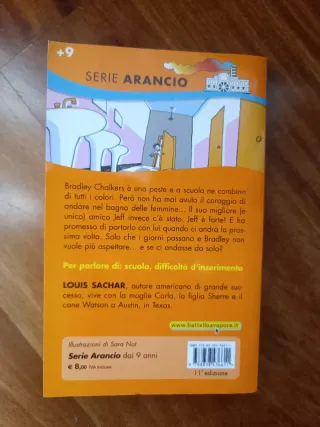 +9
SERIE ARANCIO
Bradley Chalkers è una peste e a scuola ne combina
di tutti i colori. Però non ha mai avuto il coraggio di
andare nel bagno delle femmine... Il suo migliore (e
unico) amico Jeff invece c'è stato. Jeff è forte! E ha
promesso di portarlo con lui quando ci andrà la pros-
sima volta. Solo che i giorni passano e Bradley non
vuole più aspettare... e se ci andasse da solo?
Per parlare di: scuola, difficoltà d'inserimento
LOUIS SACHAR, autore americano di grande suc-
cesso, vive con la moglie Carla, la figlia Sherre e il
cane Watson a Austin, in Texas.
www.battelloavapore.it
Illustrazioni di Sara Not
Serie Arancio dai 9 anni
€ 8,00 IVA inclusa
11ª edizione